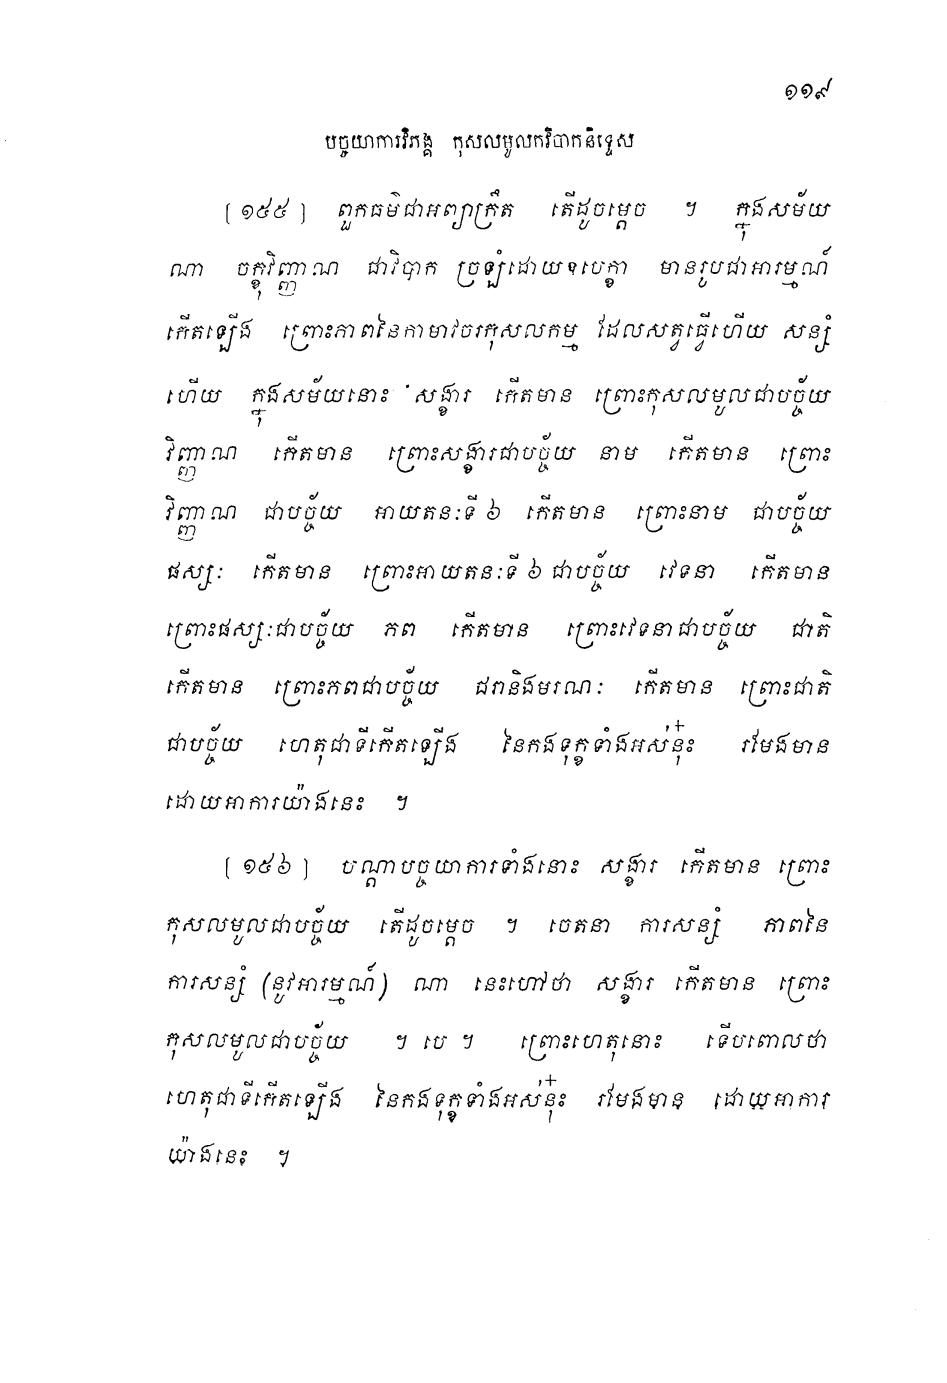 ១១៩
បច្ចយាការវិភង្គ កុសលមូលកវិបាកនិទ្ទេស
[១៥៥] ពួកធម៌ជាអព្យាក្រឹត តើដូចម្តេច ។ ក្នុងសម័យ
ណា ចក្ខុវិញ្ញាណ ជាវិបាក ច្រឡំដោយឧបេក្ខា មានរូបជាអារម្មណ៍
កើតឡើង ព្រោះភាពនៃកាមាវចរកុសលកម្ម ដែលសត្វធ្វើហើយ សន្សំ
ហើយ ក្នុងសម័យនោះ សង្ខារ កើតមាន ព្រោះកុសលមូលជាបច្ច័យ
វិញ្ញាណ កើតមាន ព្រោះសង្ខារជាបច្ច័យ នាម កើតមាន ព្រោះ
វិញ្ញាណ ជាបច្ច័យ អាយតនៈទី ៦ កើតមាន ព្រោះនាម ជាបច្ច័យ
ផស្សៈ កើតមាន ព្រោះអាយតនៈទី ៦ ជាបច្ច័យ វេទនា កើតមាន
ព្រោះផស្សៈជាបច្ច័យ ភព កើតមាន ព្រោះវេទនាជាបច្ច័យ ជាតិ
កើតមាន ព្រោះភពជាបច្ច័យ ជរានិងមរណៈ កើតមាន ព្រោះជាតិ
ជាបច្ច័យ ហេតុជាទីកើតឡើង នៃកងទុក្ខទាំងអស់នុ៎ះ រមែងមាន
ដោយអាការយ៉ាងនេះ ។
[១៥៦] បណ្តាបច្ចយាការទាំងនោះ សង្ខារ កើតមាន ព្រោះ
កុសលមូលជាបច្ច័យ តើដូចម្តេច ។ ចេតនា ការសន្សំ ភាពនៃ
ការសន្សំ (នូវអារម្មណ៍) ណា នេះហៅថា សង្ខារ កើតមាន ព្រោះ
កុសលមូលជាបច្ច័យ ។ បេ ។ ព្រោះហេតុនោះ ទើបពោលថា
ហេតុជាទីកើតឡើង នៃកងទុក្ខទាំងអស់នុ៎ះ រមែងមាន ដោយអាការ
យ៉ាងនេះ ។